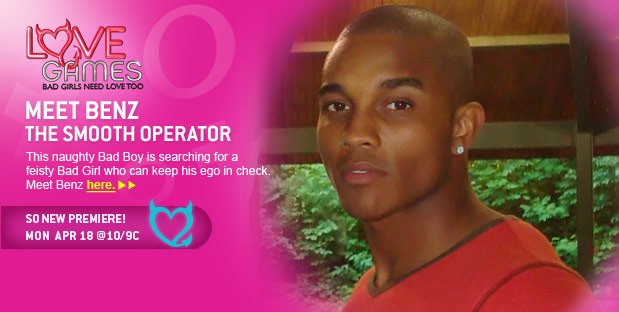 LOVE
GAMES
BAD GIRLS NEED LOVE TOO
MEET BENZ
THE SMOOTH OPERATOR
This naughty Bad Boy is searching for a
feisty Bad Girl who can keep his ego in check.
Meet Benz here.
SO NEW PREMIERE!
MON APR 18 @10/9C